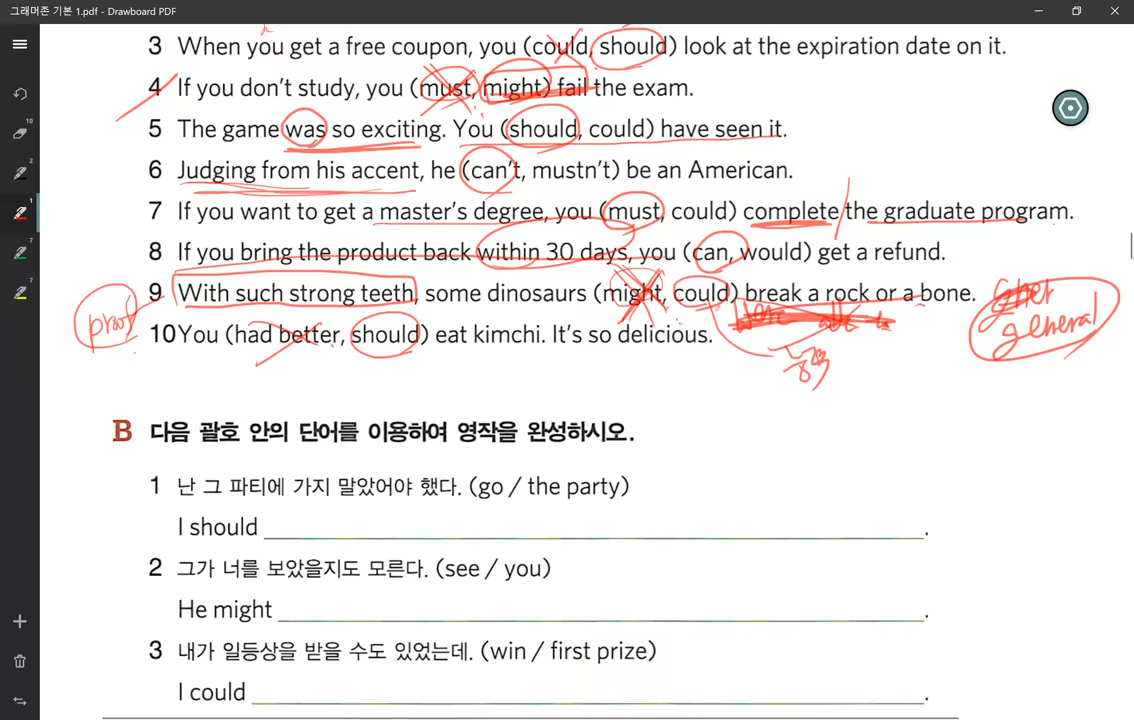 그래머존 기본 1.pdf - Drawboard PDF
3 When you get a free coupon, you (could, should) look at the expiration date on it.
4 If you don't study, you (must, might) fail the exam.
5 The game was so exciting. You (should, could) have seen it.
6 Judging from his accent, he (can't, mustn't) be an American.
7 If you want to get a master's degree, you (must, could) complete the graduate program.
8 If you bring the product back within 30 days, you (can, would) get a refund.
9 With such strong teeth, some dinosaurs (might, could) break a rock or a bone.
proof
general
10 You (had better, should) eat kimchi. It's so delicious.
B 다음 괄호 안의 단어를 이용하여 영작을 완성하시오.
1 난 그 파티에 가지 말았어야 했다. (go / the party)
I should .
2 그가 너를 보았을지도 모른다. (see / you)
He might .
3 내가 일등상을 받을 수도 있었는데. (win / first prize)
I could .
10
2
1
7
7